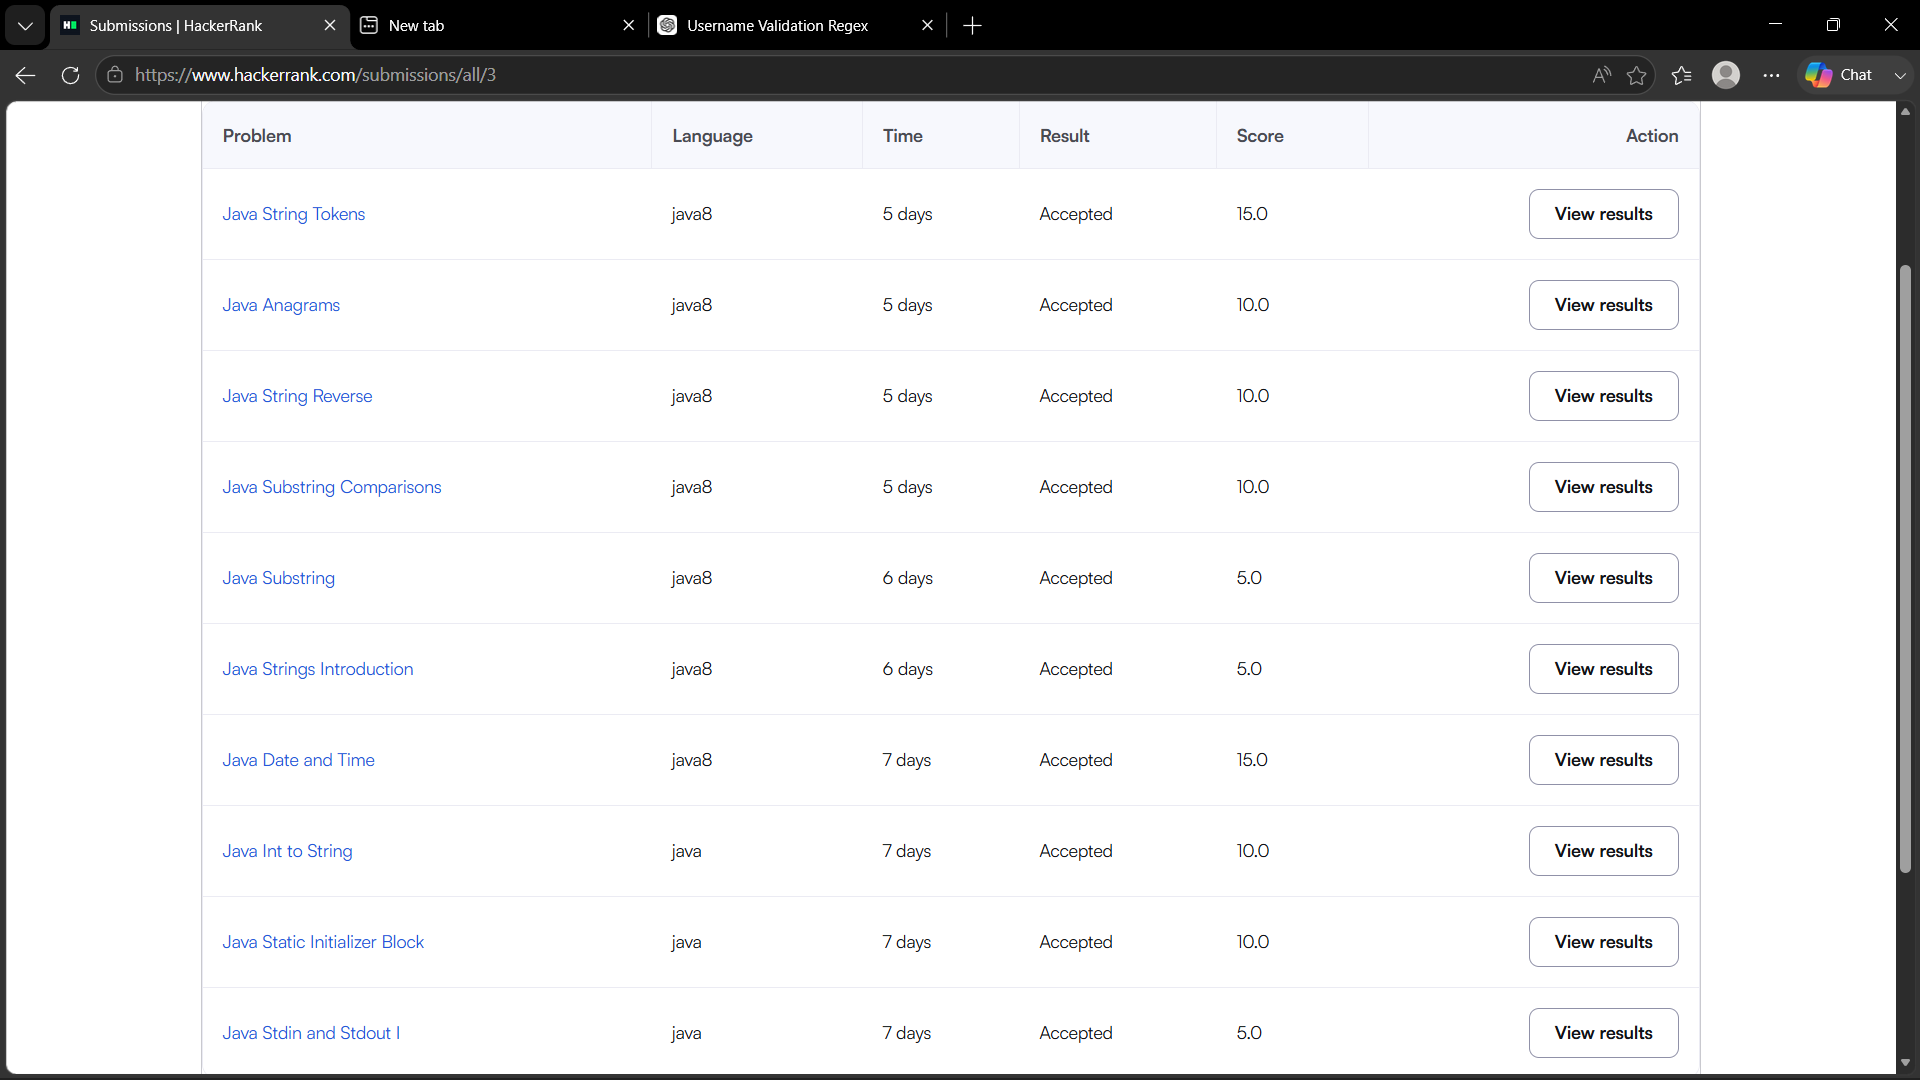 Submissions | HackerRank
New tab
Username Validation Regex
https://www.hackerrank.com/submissions/all/3
Chat
Problem Language Time Result Score Action
Java String Tokens java8 5 days Accepted 15.0 View results
Java Anagrams java8 5 days Accepted 10.0 View results
Java String Reverse java8 5 days Accepted 10.0 View results
Java Substring Comparisons java8 5 days Accepted 10.0 View results
Java Substring java8 6 days Accepted 5.0 View results
Java Strings Introduction java8 6 days Accepted 5.0 View results
Java Date and Time java8 7 days Accepted 15.0 View results
Java Int to String java 7 days Accepted 10.0 View results
Java Static Initializer Block java 7 days Accepted 10.0 View results
Java Stdin and Stdout I java 7 days Accepted 5.0 View results